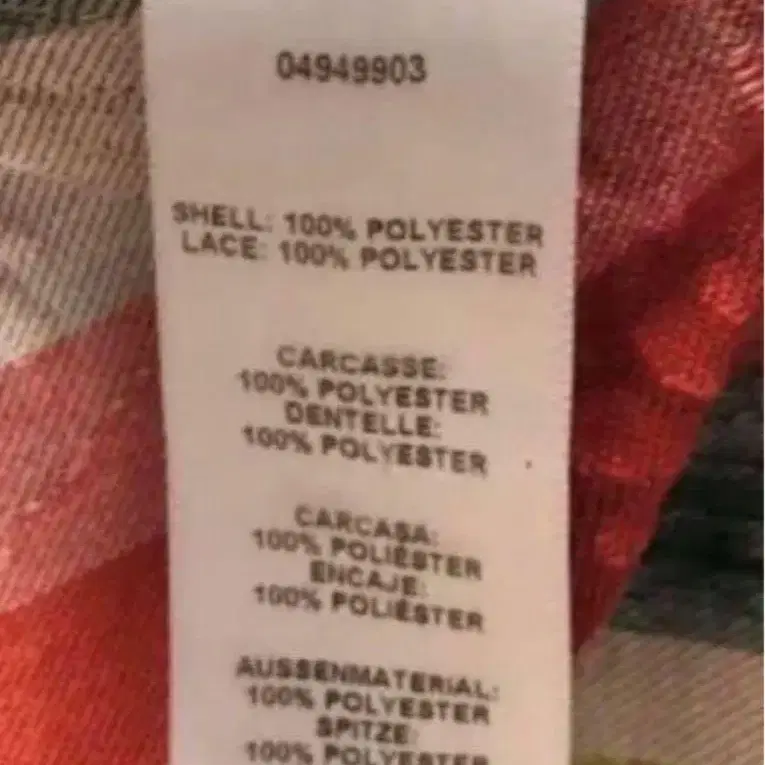 04949903
SHELL: 100% POLYESTER
LACE: 100% POLYESTER
CARCASSE:
100% POLYESTER
DENTELLE:
100% POLYESTER
CARCASA:
100% POLIÉSTER
ENCAJE:
100% POLIÉSTER
AUSSENMATERIAL:
100% POLYESTER
SPITZE:
100% POLYESTER